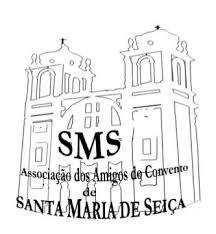 SMS
Associação dos Amigos do Convento
de
SANTA MARIA DE SEIÇA